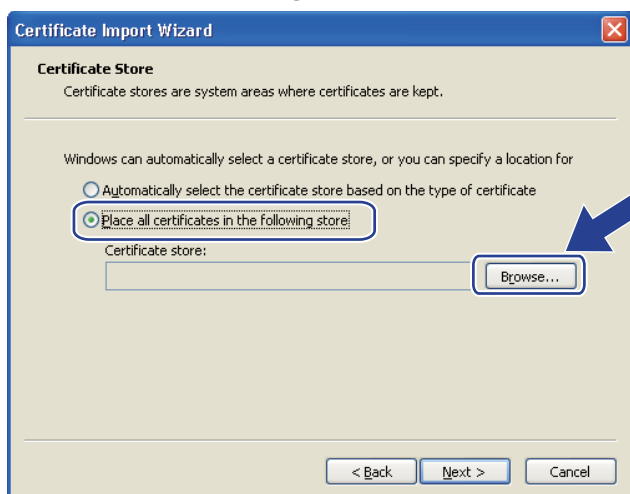 Certificate Import Wizard
Certificate Store
Certificate stores are system areas where certificates are kept.
Windows can automatically select a certificate store, or you can specify a location for
Automatically select the certificate store based on the type of certificate
Place all certificates in the following store
Certificate store:
Browse...
< Back Next > Cancel